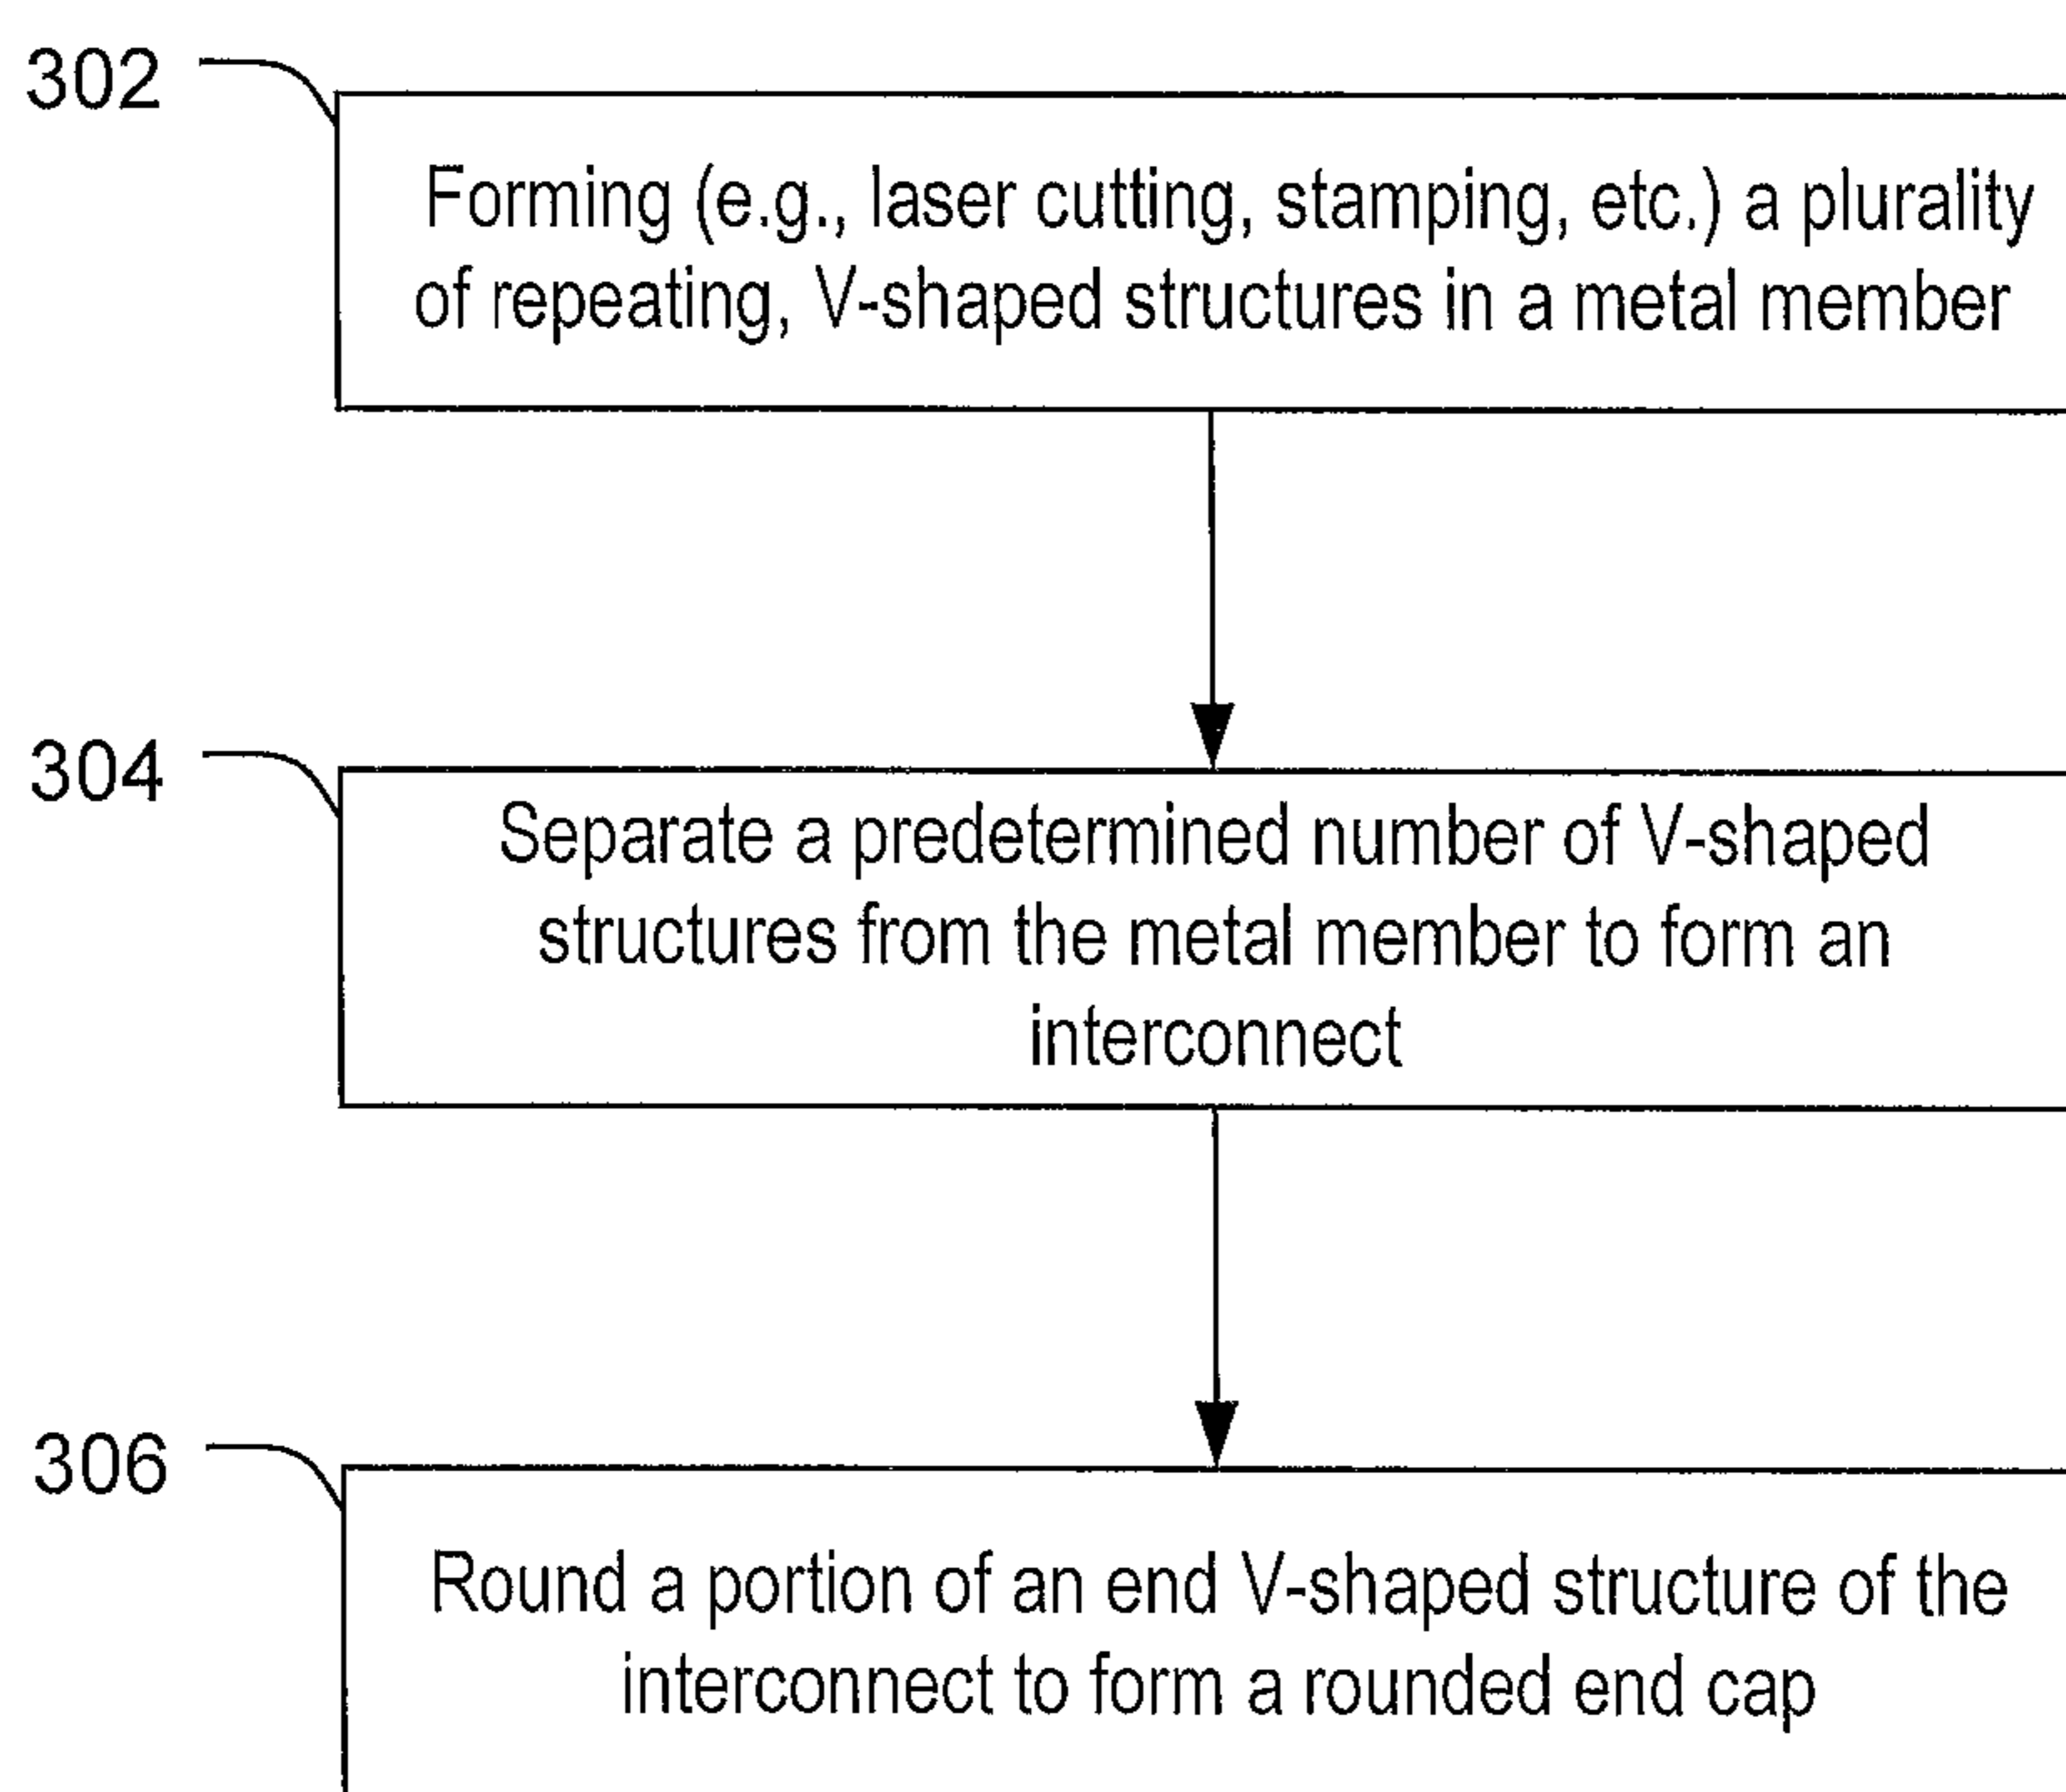 302
Forming (e.g., laser cutting, stamping, etc.) a plurality
of repeating, V-shaped structures in a metal member
304
Separate a predetermined number of V-shaped
structures from the metal member to form an
interconnect
306
Round a portion of an end V-shaped structure of the
interconnect to form a rounded end cap